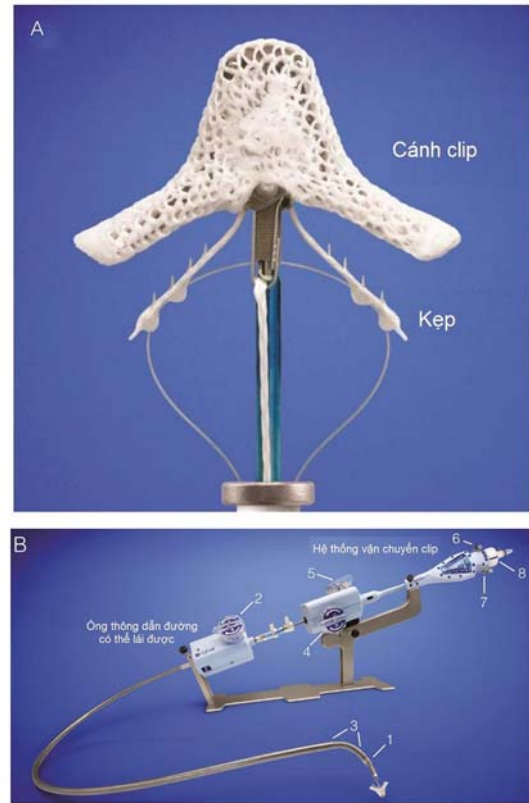 A
Cánh clip
Kẹp
B
Hệ thống vận chuyển clip
Ống thông dẫn đường
có thể lái được
1
2
3
4
5
6
7
8